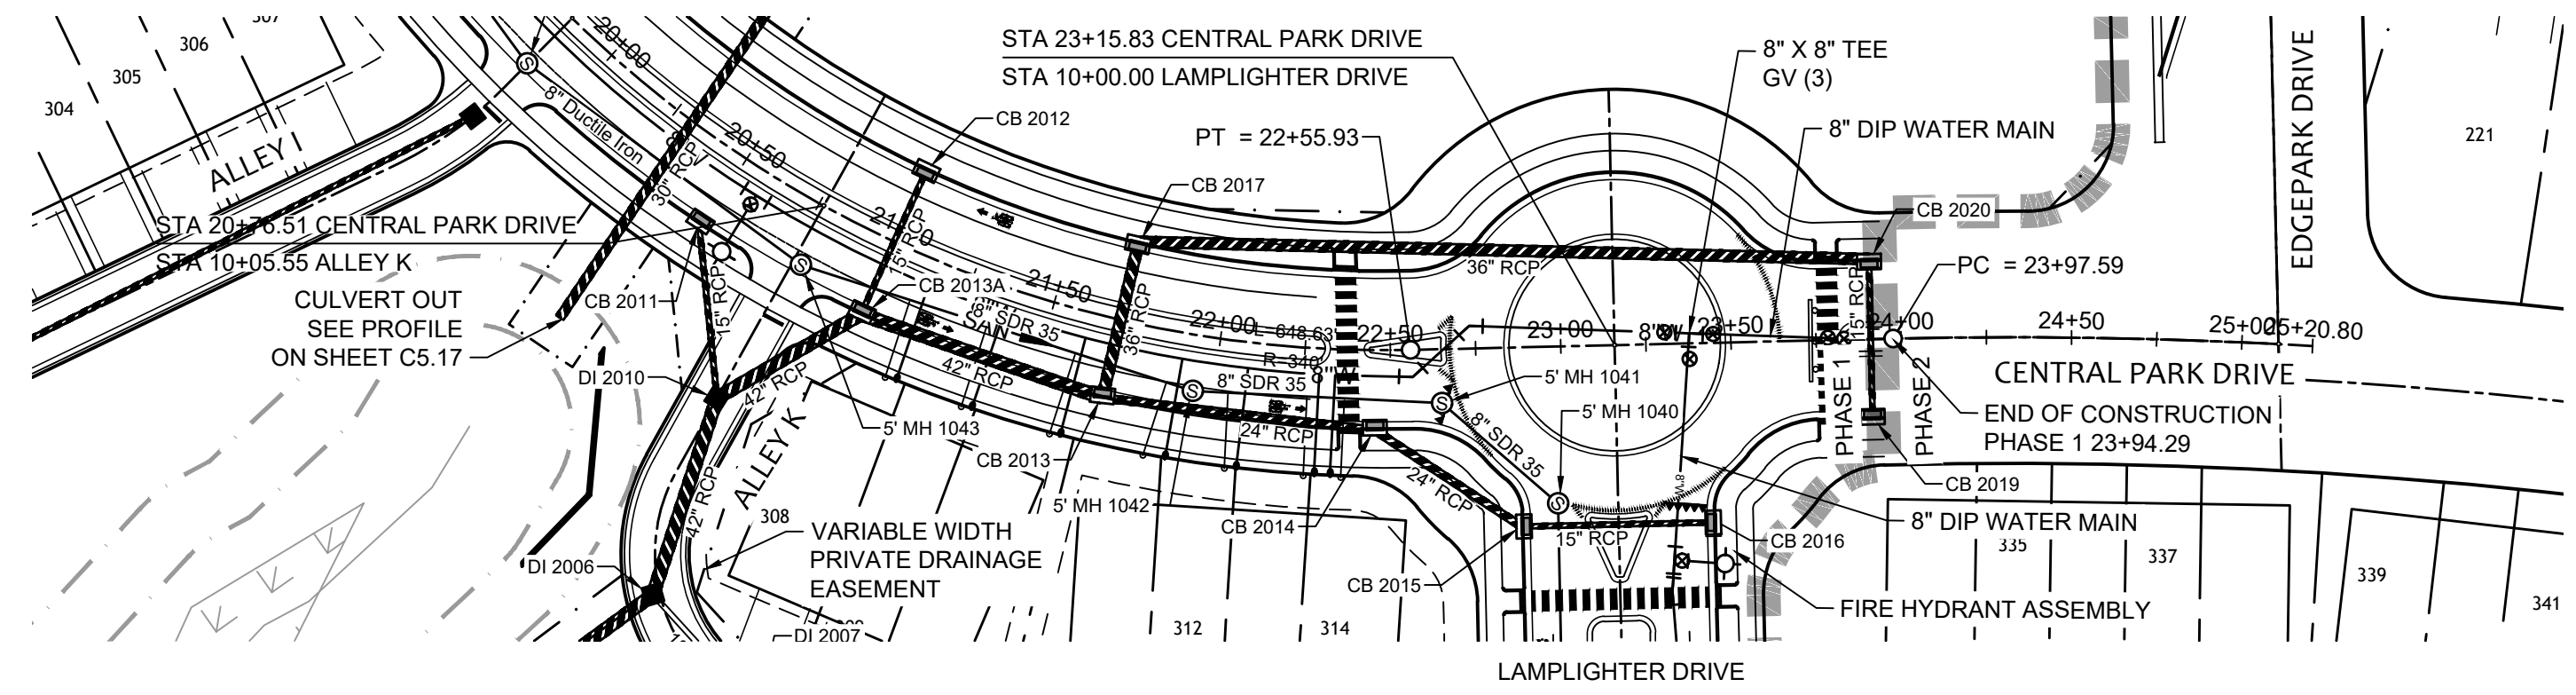 307
306
305
304
ALLEY I
20+00
8" Ductile Iron
30" RCP
20+50
STA 20+76.51 CENTRAL PARK DRIVE
STA 10+05.55 ALLEY K
CULVERT OUT
SEE PROFILE
ON SHEET C5.17
CB 2011
15" RCP
DI 2010
42" RCP
42" RCP
DI 2006
DI 2007
ALLEY K
308
VARIABLE WIDTH
PRIVATE DRAINAGE
EASEMENT
CB 2012
15" RCP
CB 2013A
5' MH 1043
SAN
8" SDR 35
42" RCP
21+50
CB 2017
36" RCP
CB 2013
5' MH 1042
STA 23+15.83 CENTRAL PARK DRIVE
STA 10+00.00 LAMPLIGHTER DRIVE
PT = 22+55.93
36" RCP
22+00
L=648.63'
R=340'
22+50
23+00
8"W
23+50
8" SDR 35
24" RCP
5' MH 1041
5' MH 1040
8" SDR 35
24" RCP
CB 2014
CB 2015
15" RCP
8"W
CB 2016
312
314
LAMPLIGHTER DRIVE
8" X 8" TEE
GV (3)
8" DIP WATER MAIN
CB 2020
PC = 23+97.59
15" RCP
24+00
24+50
25+00
25+20.80
CENTRAL PARK DRIVE
EDGEPARK DRIVE
221
PHASE 1
PHASE 2
END OF CONSTRUCTION
PHASE 1 23+94.29
CB 2019
8" DIP WATER MAIN
FIRE HYDRANT ASSEMBLY
335
337
339
341